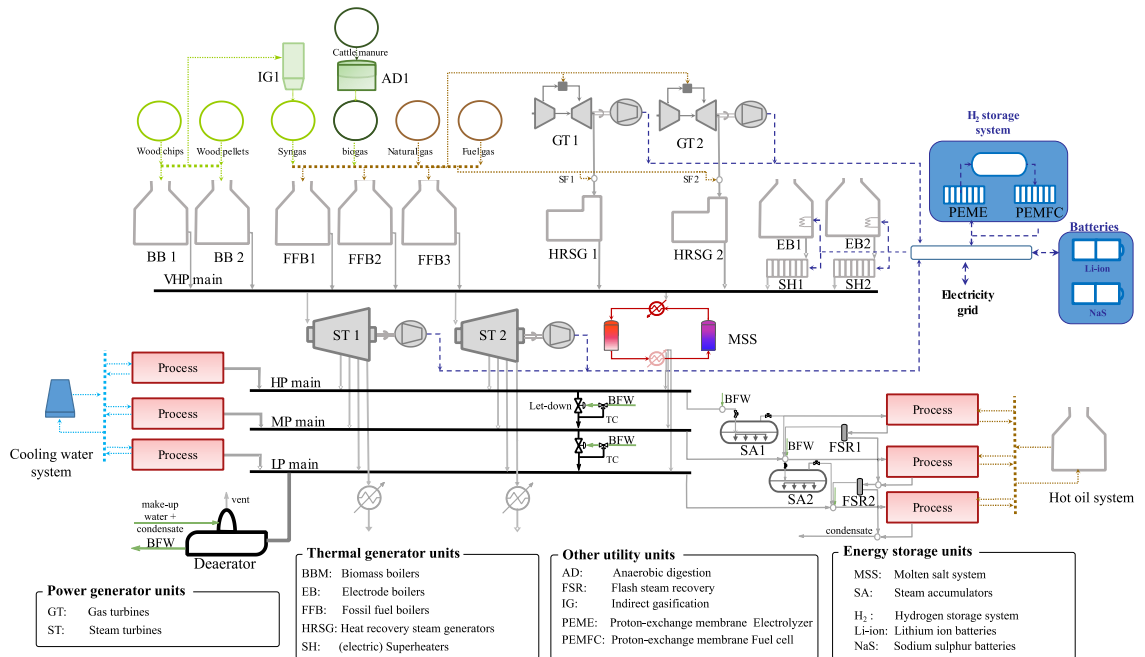 Cattle manure
IG1
AD1
Wood chips
Wood pellets
Syngas
biogas
Natural gas
Fuel gas
GT 1
GT 2
SF1
SF2
H2 storage
system
PEME
PEMFC
Batteries
Li-ion
NaS
BB 1
BB 2
FFB1
FFB2
FFB3
HRSG 1
HRSG 2
EB1
EB2
SH1
SH2
Electricity
grid
VHP main
ST 1
ST 2
MSS
Process
HP main
Let-down
BFW
TC
BFW
Process
Process
MP main
BFW
TC
SA1
BFW
FSR1
Process
Cooling water
system
Process
LP main
SA2
FSR2
Process
Hot oil system
condensate
make-up
water +
condensate
vent
BFW
Deaerator
Power generator units
GT: Gas turbines
ST: Steam turbines
Thermal generator units
BBM: Biomass boilers
EB: Electrode boilers
FFB: Fossil fuel boilers
HRSG: Heat recovery steam generators
SH: (electric) Superheaters
Other utility units
AD: Anaerobic digestion
FSR: Flash steam recovery
IG: Indirect gasification
PEME: Proton-exchange membrane Electrolyzer
PEMFC: Proton-exchange membrane Fuel cell
Energy storage units
MSS: Molten salt system
SA: Steam accumulators
H2 : Hydrogen storage system
Li-ion: Lithium ion batteries
NaS: Sodium sulphur batteries